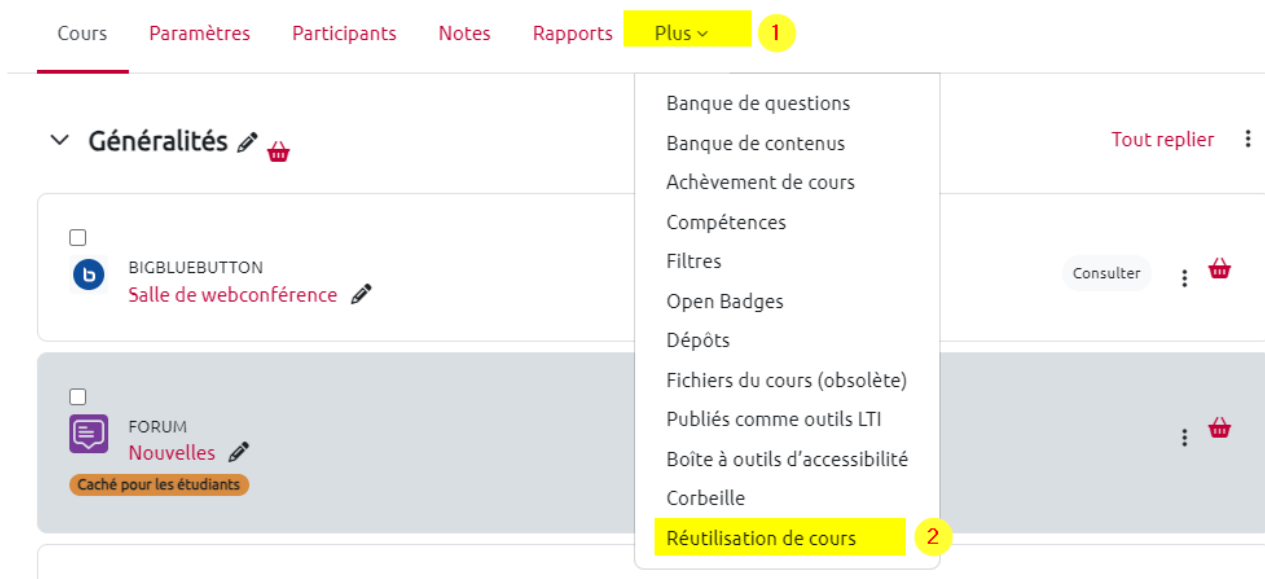 Cours Paramètres Participants Notes Rapports Plus 1
Banque de questions
Banque de contenus
Achèvement de cours
Compétences
Filtres
Open Badges
Dépôts
Fichiers du cours (obsolète)
Publiés comme outils LTI
Boîte à outils d’accessibilité
Corbeille
Réutilisation de cours 2
Généralités
Tout replier
BIGBLUEBUTTON
Salle de webconférence
Consulter
FORUM
Nouvelles
Caché pour les étudiants